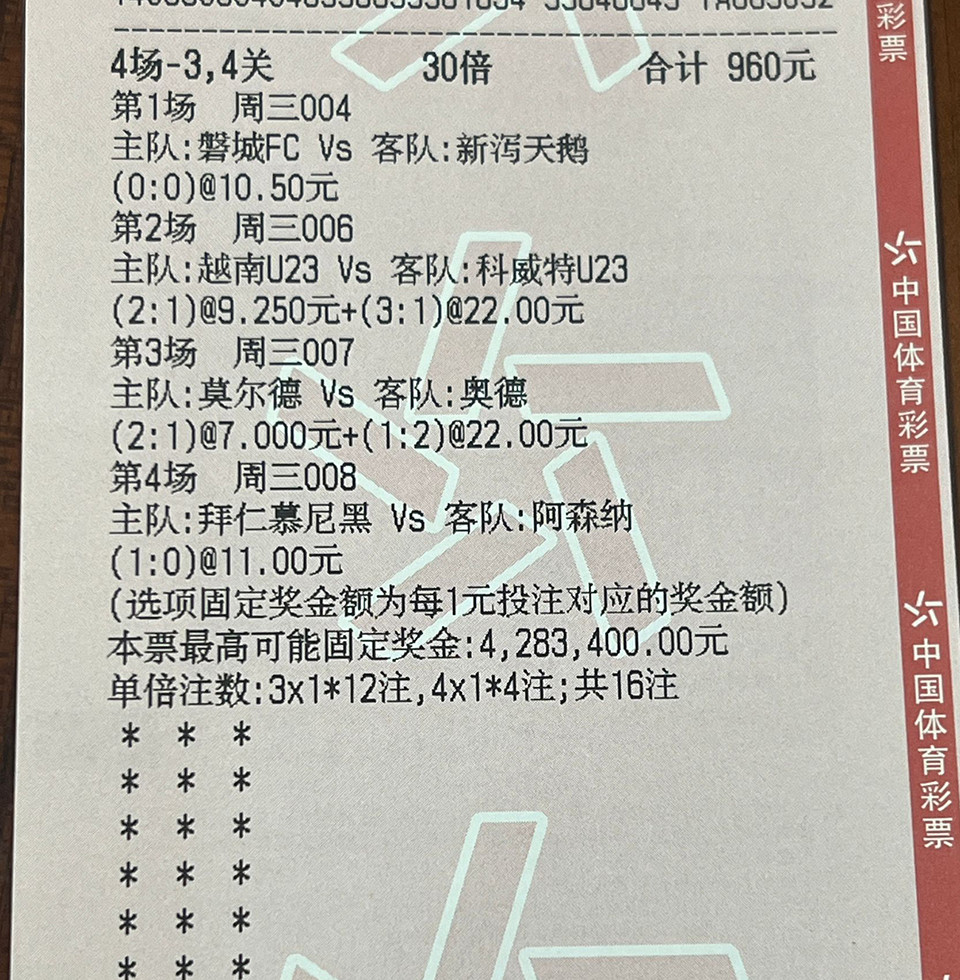 4场-3,4关 30倍 合计 960元
第1场 周三004
主队:磐城FC Vs 客队:新泻天鹅
(0:0)@10.50元
第2场 周三006
主队:越南U23 Vs 客队:科威特U23
(2:1)@9.250元+(3:1)@22.00元
第3场 周三007
主队:莫尔德 Vs 客队:奥德
(2:1)@7.000元+(1:2)@22.00元
第4场 周三008
主队:拜仁慕尼黑 Vs 客队:阿森纳
(1:0)@11.00元
(选项固定奖金额为每1元投注对应的奖金额)
本票最高可能固定奖金:4,283,400.00元
单倍注数:3x1*12注,4x1*4注;共16注
* * *
* * *
* * *
* * *
* * *
* * *
彩票
中国体育彩票
中国体育彩票